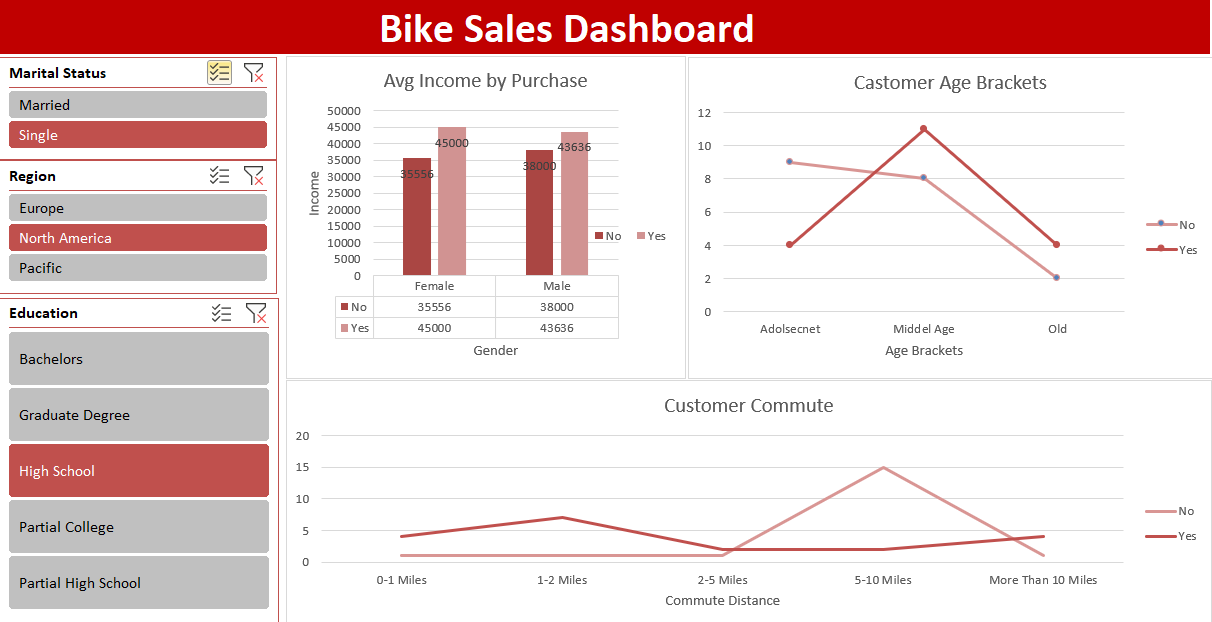 Bike Sales Dashboard
Marital Status
Married
Single
Region
Europe
North America
Pacific
Education
Bachelors
Graduate Degree
High School
Partial College
Partial High School
Avg Income by Purchase
50000
45000
40000
35000
30000
25000
20000
15000
10000
5000
0
Income
35556
45000
38000
43636
No Yes
Female Male
No 35556 38000
Yes 45000 43636
Gender
Castomer Age Brackets
12
10
8
6
4
2
0
Adolsecnet Middel Age Old
Age Brackets
No
Yes
Customer Commute
20
15
10
5
0
0-1 Miles 1-2 Miles 2-5 Miles 5-10 Miles More Than 10 Miles
Commute Distance
No
Yes